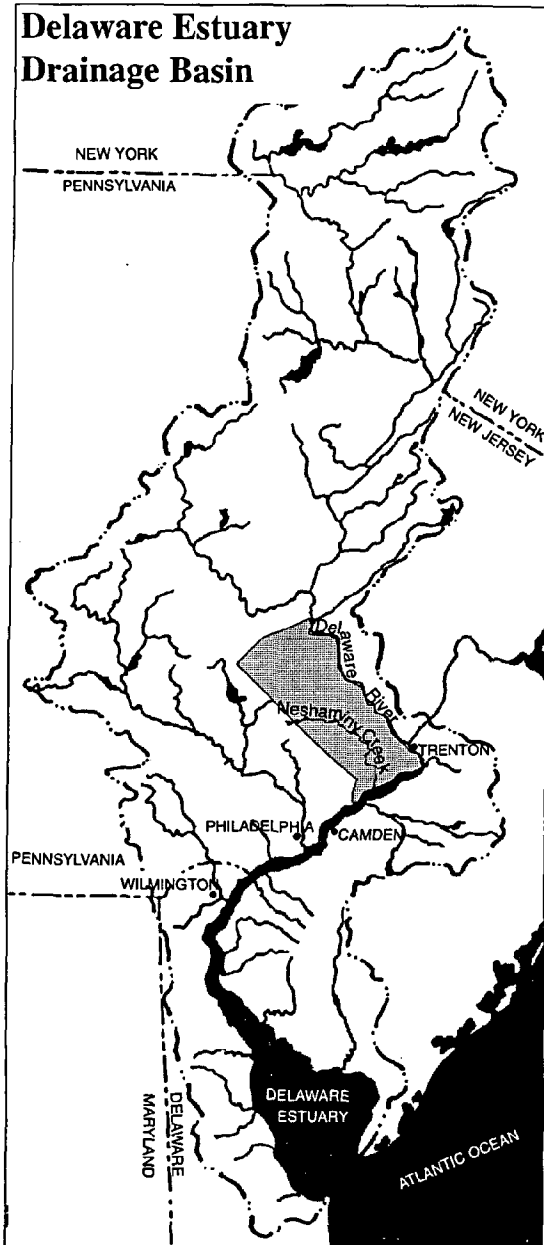 Delaware Estuary
Drainage Basin
NEW YORK
PENNSYLVANIA
NEW YORK
NEW JERSEY
Delaware River
Neshaminy Creek
TRENTON
PHILADELPHIA
CAMDEN
PENNSYLVANIA
WILMINGTON
MARYLAND
DELAWARE
DELAWARE
ESTUARY
ATLANTIC OCEAN